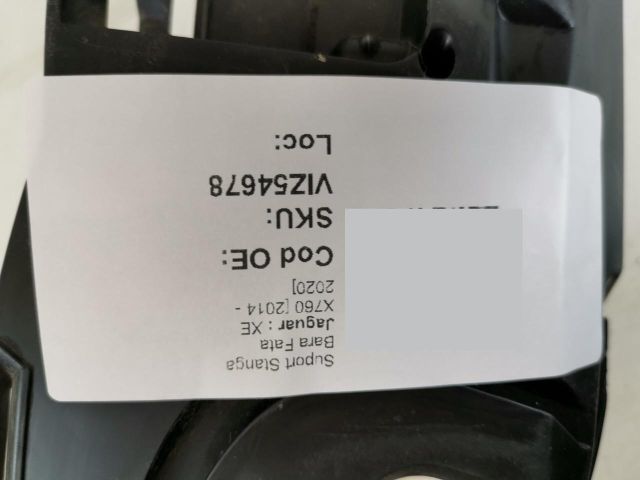 Suport Stanga
Bara Fata
Jaguar : XE
X760 [2014 -
2020]
Cod OE:
SKU:
VIZ54678
Loc: